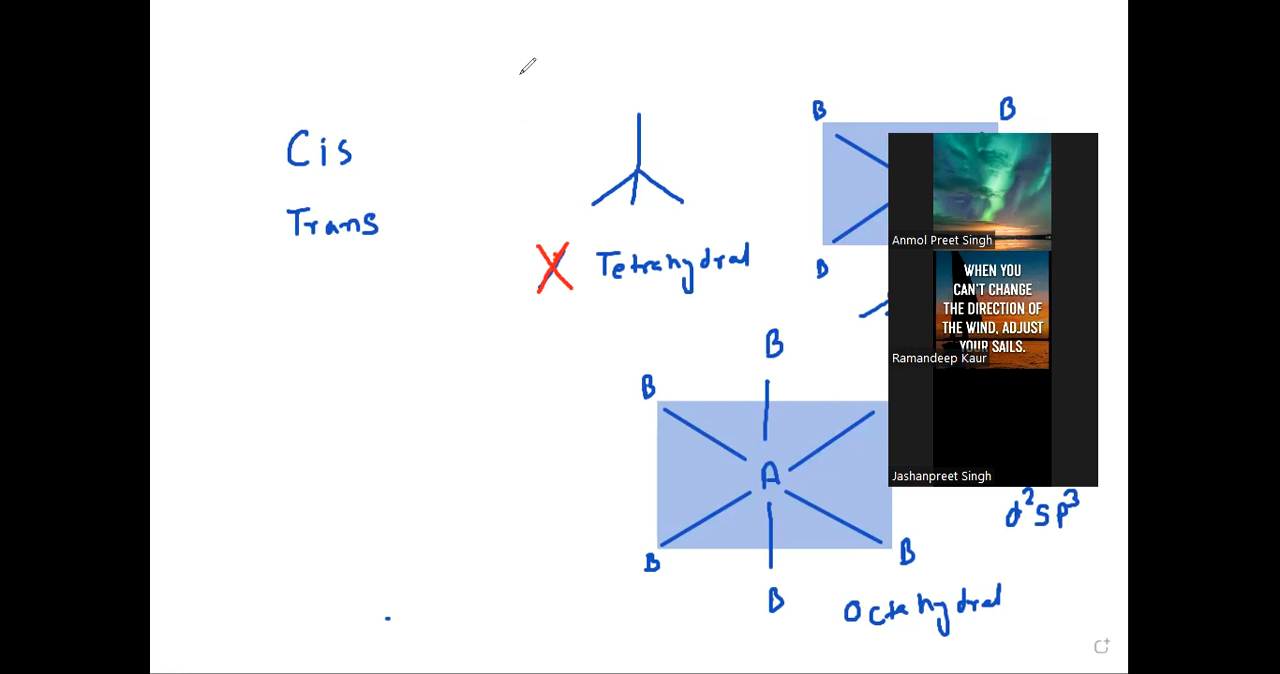 Cis
Trans
Tetrahydral
B
B
B
Anmol Preet Singh
WHEN YOU
CAN'T CHANGE
THE DIRECTION OF
THE WIND, ADJUST
YOUR SAILS.
Ramandeep Kaur
Jashanpreet Singh
B
B
A
B
B
B
d²sp³
Octahydral